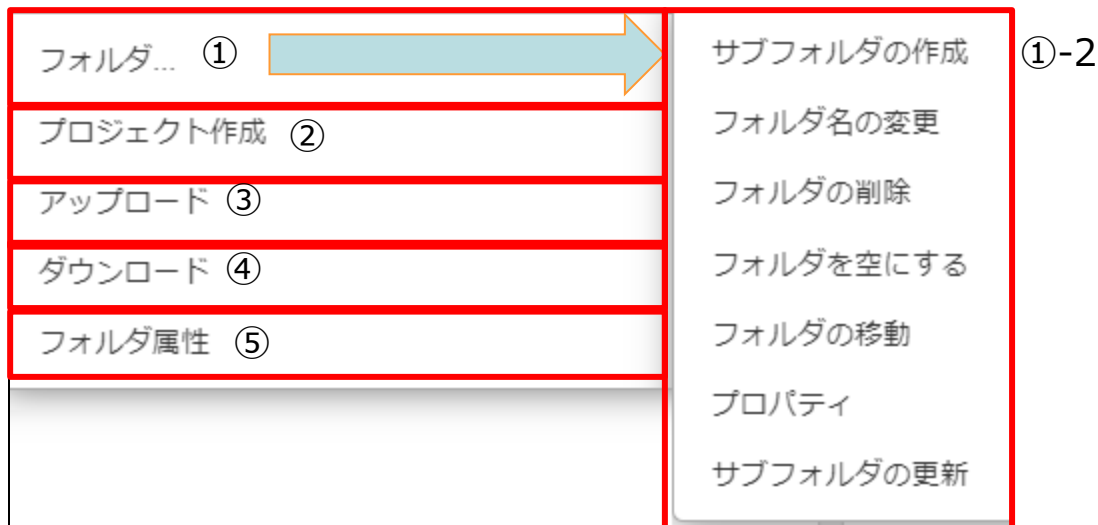 フォルダ... ①
プロジェクト作成 ②
アップロード ③
ダウンロード ④
フォルダ属性 ⑤
サブフォルダの作成
フォルダ名の変更
フォルダの削除
フォルダを空にする
フォルダの移動
プロパティ
サブフォルダの更新
①-2